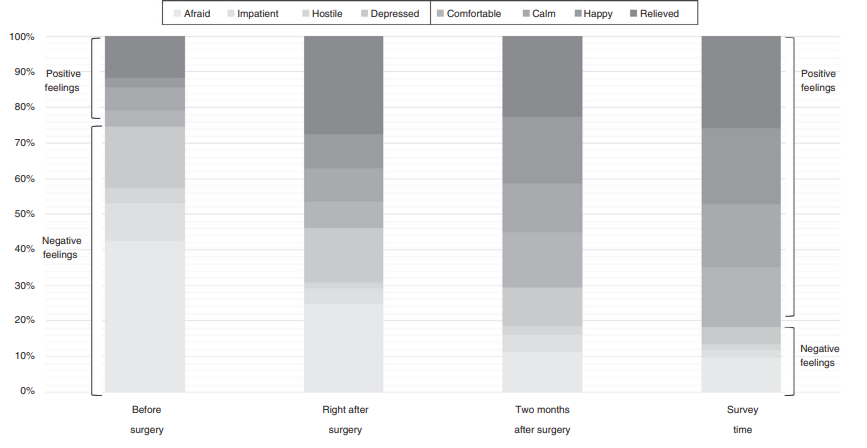 Afraid Impatient Hostile Depressed Comfortable Calm Happy Relieved
100%
90%
80%
70%
60%
50%
40%
30%
20%
10%
0%
Positive
feelings
Negative
feelings
Positive
feelings
Negative
feelings
Before
surgery
Right after
surgery
Two months
after surgery
Survey
time